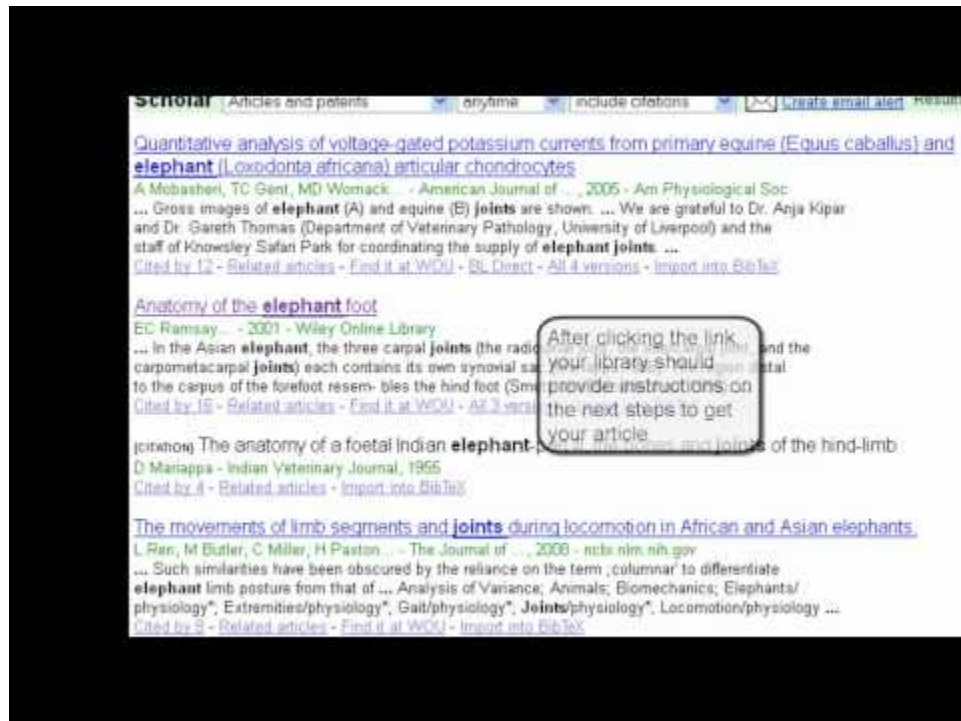 Scholar Articles and patents anytime include citations Create email alert Result
Quantitative analysis of voltage-gated potassium currents from primary equine (Equus caballus) and
elephant (Loxodonta africana) articular chondrocytes
A Mobasheri, TC Gent, MD Womack... - American Journal of ..., 2005 - Am Physiological Soc
... Gross images of elephant (A) and equine (B) joints are shown. ... We are grateful to Dr. Anja Kipar
and Dr. Gareth Thomas (Department of Veterinary Pathology, University of Liverpool) and the
staff of Knowsley Safari Park for coordinating the supply of elephant joints. ...
Cited by 12 - Related articles - Find it at WOU - BL Direct - All 4 versions - Import into BibTeX
Anatomy of the elephant foot
EC Ramsay... - 2001 - Wiley Online Library
... In the Asian elephant, the three carpal joints (the and the
carpometacarpal joints) each contains its own synovial
to the carpus of the forefoot resem- bles the hind foot
Cited by 16 - Related articles - Find it at WOU - All 3
After clicking the link,
your library should
provide instructions on
the next steps to get
your article
[CITATION] The anatomy of a foetal Indian elephant- and joints of the hind-limb
D Mariappa - Indian Veterinary Journal, 1955
Cited by 4 - Related articles - Import into BibTeX
The movements of limb segments and joints during locomotion in African and Asian elephants.
L Ren, M Butler, C Miller, H Paxton... - The Journal of ..., 2008 - ncbi.nlm.nih.gov
... Such similarities have been obscured by the reliance on the term ,columnar' to differentiate
elephant limb posture from that of ... Analysis of Variance; Animals; Biomechanics; Elephants/
physiology*; Extremities/physiology*; Gait/physiology*; Joints/physiology*; Locomotion/physiology ...
Cited by 9 - Related articles - Find it at WOU - Import into BibTeX